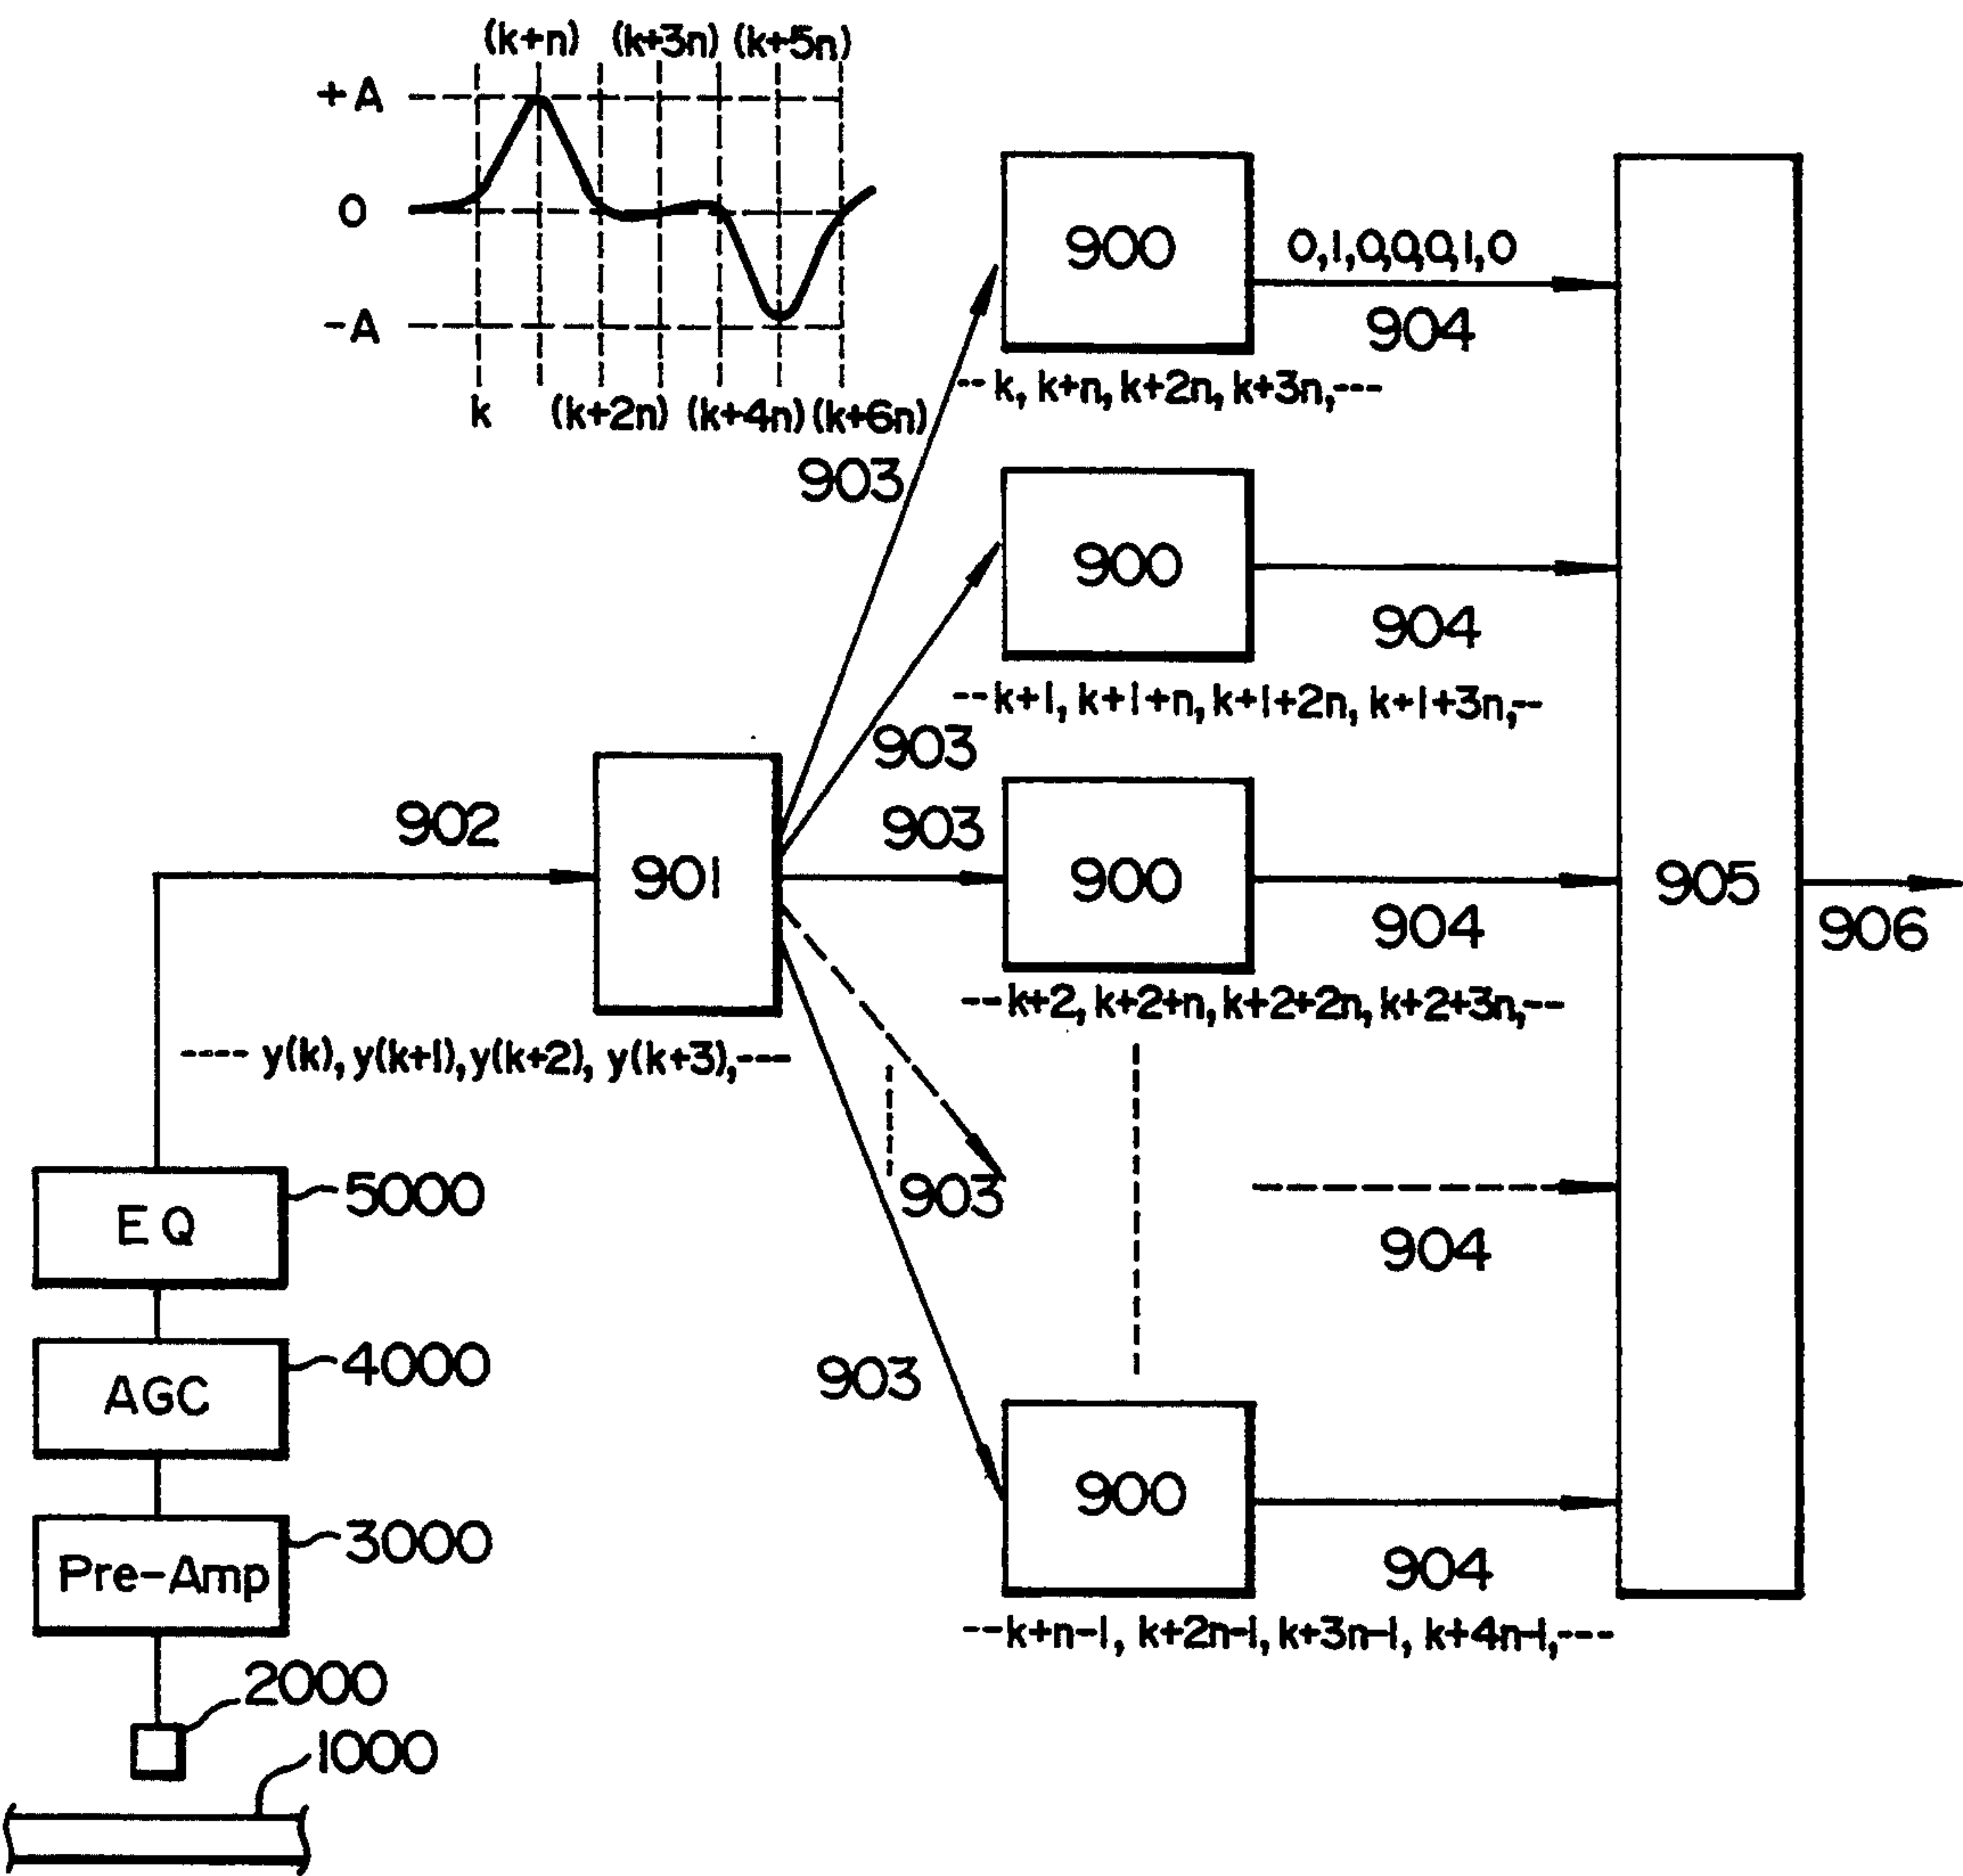 (k+n) (k+3n) (k+5n)
+A
0
-A
k (k+2n) (k+4n) (k+6n)
903
900
0,1,0,0,0,1,0
904
--k, k+n, k+2n, k+3n,---
900
904
--k+1, k+1+n, k+1+2n, k+1+3n,--
903
903
902
901
900
904
905
906
--k+2, k+2+n, k+2+2n, k+2+3n,--
---- y(k), y(k+1), y(k+2), y(k+3),---
903
904
EQ
5000
AGC
4000
903
900
904
--k+n-1, k+2n-1, k+3n-1, k+4n-1,---
Pre-Amp
3000
2000
1000